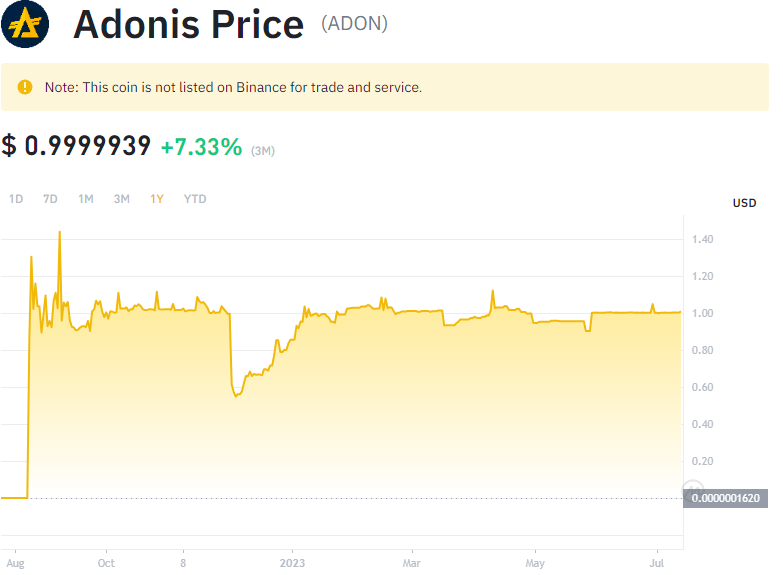 Adonis Price (ADON)
Note: This coin is not listed on Binance for trade and service.
$ 0.9999939 +7.33% (3M)
1D 7D 1M 3M 1Y YTD
USD
1.40
1.20
1.00
0.80
0.60
0.40
0.20
0.0000001620
Aug Oct 8 2023 Mar May Jul